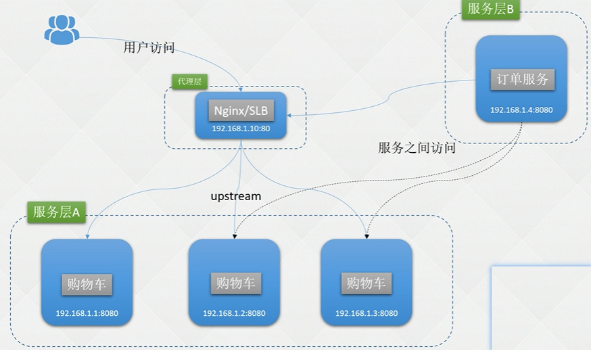 服务层B
用户访问
订单服务
代理层
Nginx/SLB
192.168.1.10:80
192.168.1.4:8080
服务之间访问
upstream
服务层A
购物车
购物车
购物车
192.168.1.1:8080
192.168.1.2:8080
192.168.1.3:8080